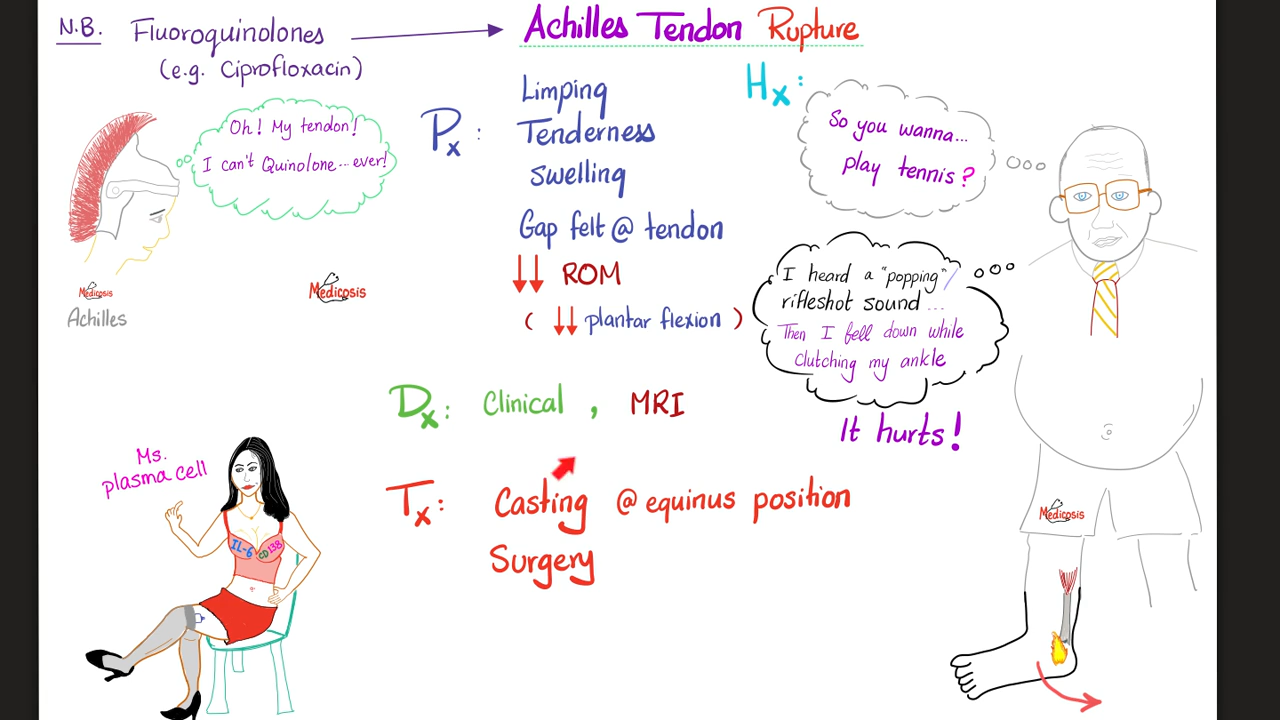 N.B. Fluoroquinolones
(e.g. Ciprofloxacin)
Achilles Tendon Rupture
Oh! My tendon!
I can't Quinolone...ever!
Medicosis
Achilles
Medicosis
Px:
Limping
Tenderness
Swelling
Gap felt @ tendon
↓↓ ROM
( ↓↓ plantar flexion )
Hx:
So you wanna...
play tennis?
I heard a "popping"/
rifleshot sound...
Then I fell down while
clutching my ankle
It hurts!
Dx: Clinical , MRI
Tx: Casting @ equinus position
Surgery
Ms.
plasma cell
IL-6
CD138
Medicosis